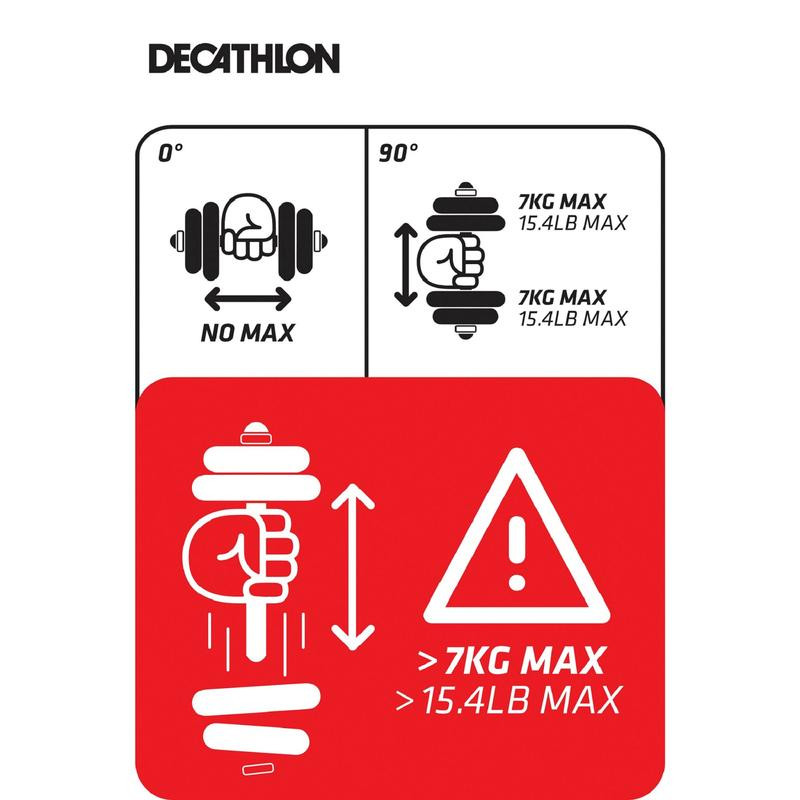 DECATHLON
0°
NO MAX
90°
7KG MAX
15.4LB MAX
7KG MAX
15.4LB MAX
>7KG MAX
>15.4LB MAX